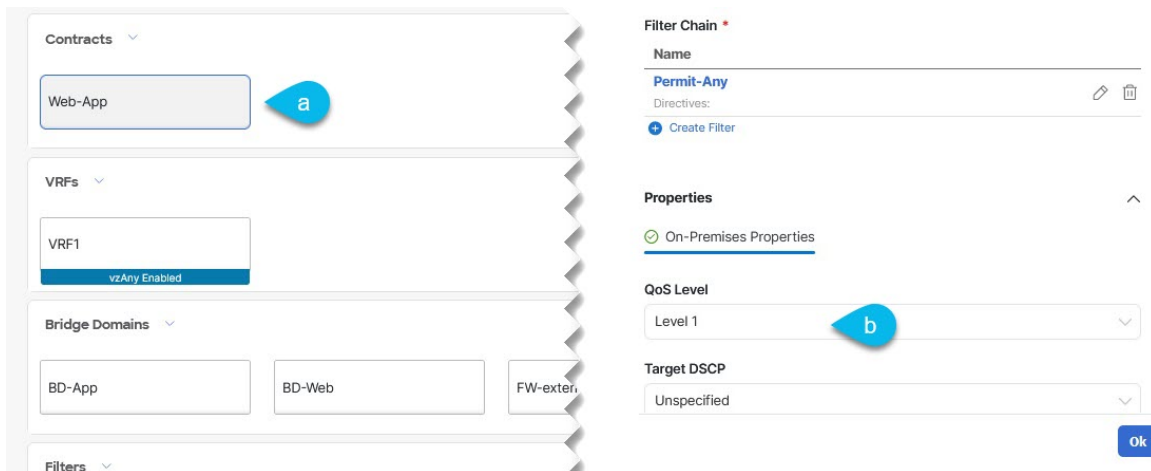 Contracts
Web-App
a
VRFs
VRF1
vzAny Enabled
Bridge Domains
BD-App
BD-Web
FW-exter
Filters
Filter Chain *
Name
Permit-Any
Directives:
Create Filter
Properties
On-Premises Properties
QoS Level
Level 1
b
Target DSCP
Unspecified
Ok